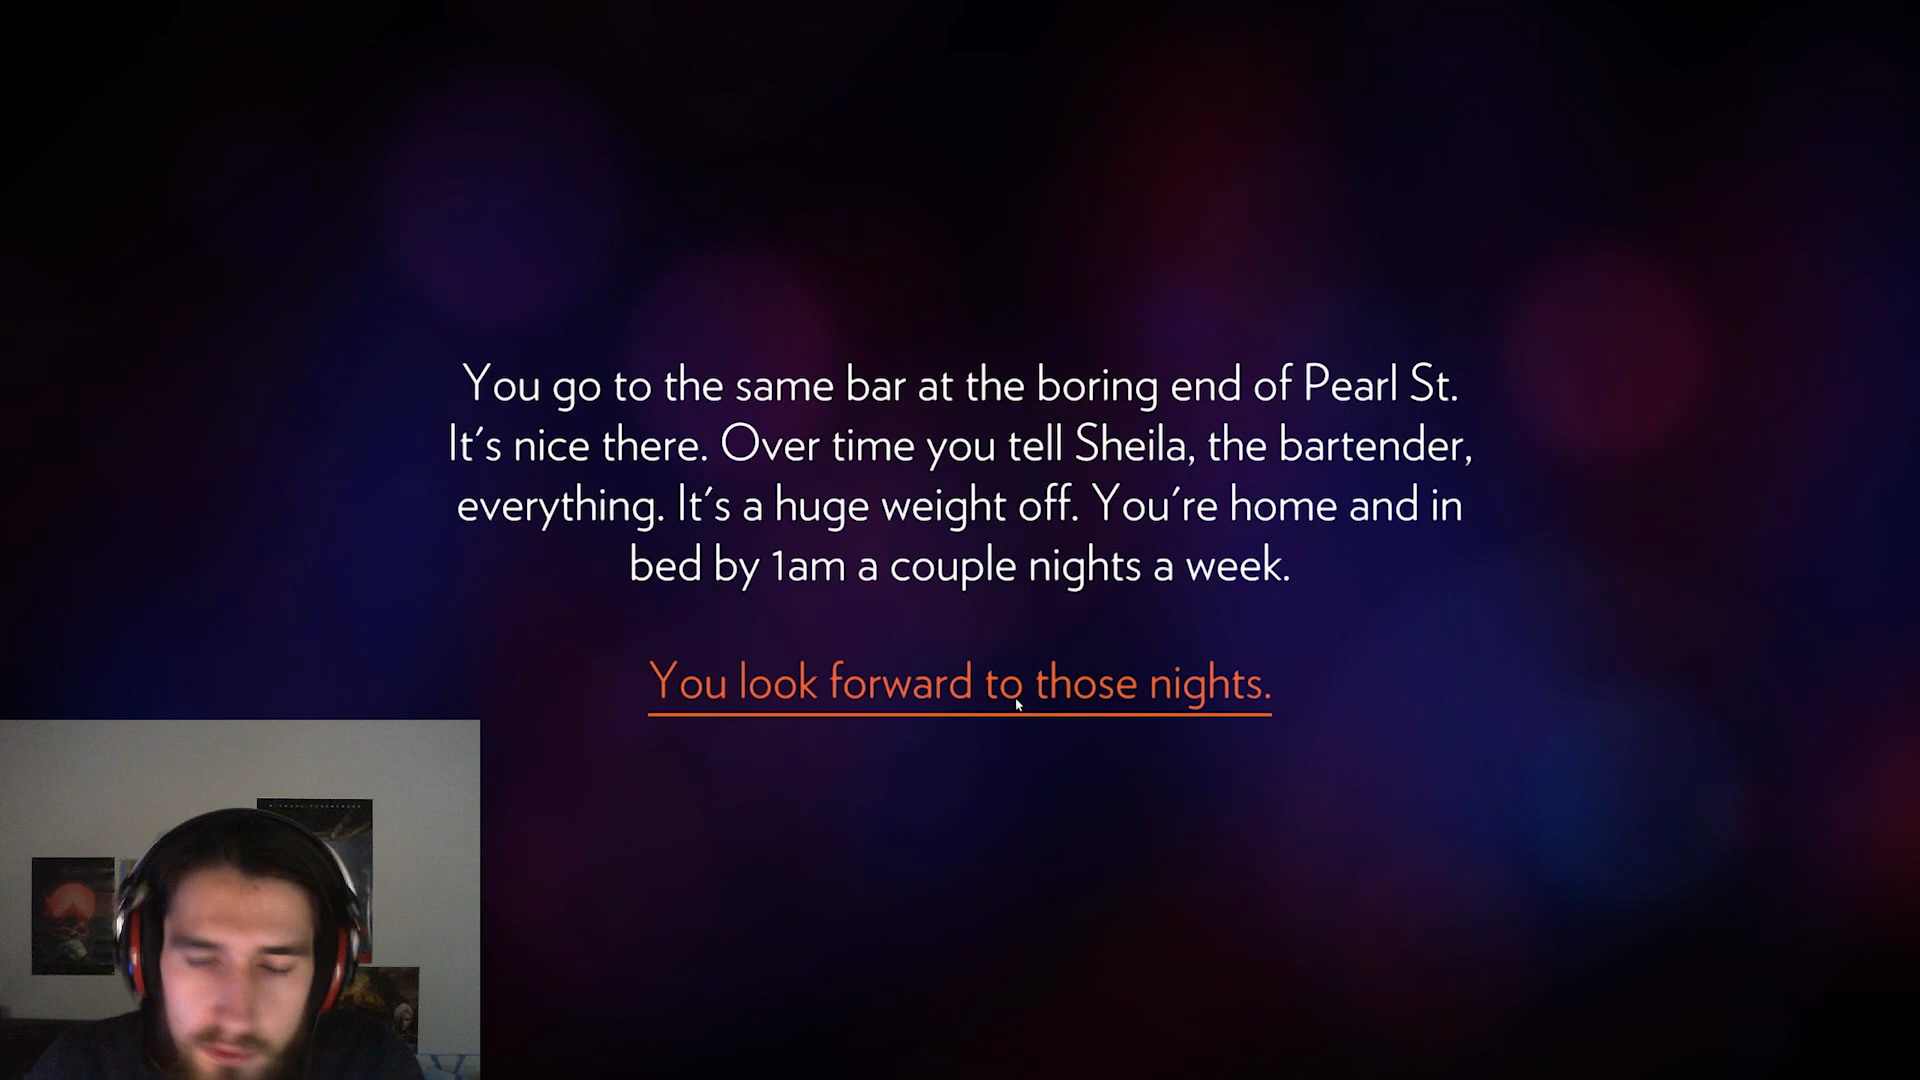 You go to the same bar at the boring end of Pearl St.
It's nice there. Over time you tell Sheila, the bartender,
everything. It's a huge weight off. You're home and in
bed by 1am a couple nights a week.
You look forward to those nights.